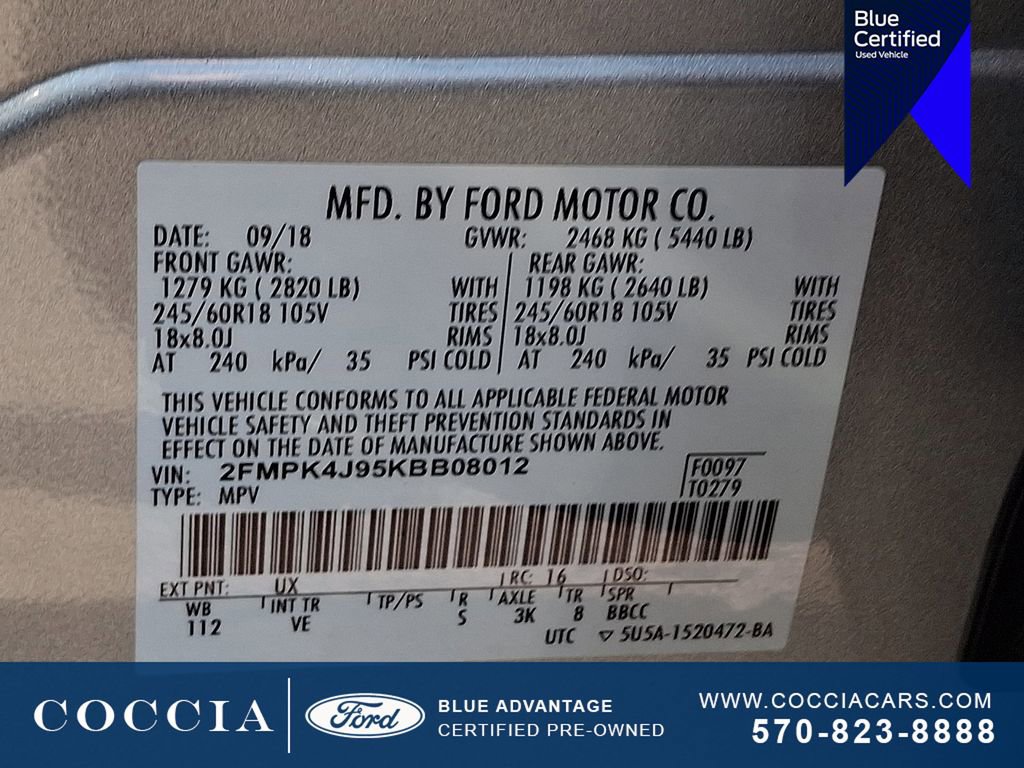 Blue
Certified
Used Vehicle
MFD. BY FORD MOTOR CO.
DATE: 09/18 GVWR: 2468 KG ( 5440 LB)
FRONT GAWR: REAR GAWR:
1279 KG ( 2820 LB) WITH 1198 KG ( 2640 LB) WITH
245/60R18 105V TIRES 245/60R18 105V TIRES
18x8.0J RIMS 18x8.0J RIMS
AT 240 kPa/ 35 PSI COLD AT 240 kPa/ 35 PSI COLD
THIS VEHICLE CONFORMS TO ALL APPLICABLE FEDERAL MOTOR
VEHICLE SAFETY AND THEFT PREVENTION STANDARDS IN
EFFECT ON THE DATE OF MANUFACTURE SHOWN ABOVE.
VIN: 2FMPK4J95KBB08012 F0097
TYPE: MPV T0279
EXT PNT: UX RC: 16 DSO:
WB INT TR TP/PS R AXLE TR SPR
112 VE S 3K 8 BBCC
UTC ▽ 5U5A-1520472-BA
COCCIA Ford BLUE ADVANTAGE
CERTIFIED PRE-OWNED
WWW.COCCIACARS.COM
570-823-8888